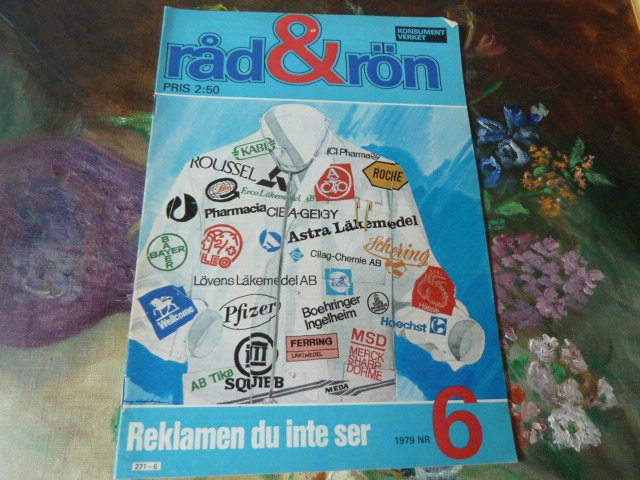 råd&rön
KONSUMENT
VERKET
PRIS 2:50
KABI
ICI Pharma
ROUSSEL
ACO
ROCHE
Erco Läkemedel AB
Pharmacia
CIBA-GEIGY
Astra Läkemedel
BAYER
BAYER
LEO
Schering
Cilag-Chemie AB
Lövens Läkemedel AB
Wellcome
Pfizer
Boehringer
Ingelheim
Hoechst
FERRING
LÄKEMEDEL
MSD
MERCK
SHARP
DOHME
AB Tika
SQUIBB
MEDA
Reklamen du inte ser
1979 NR 6
271-6